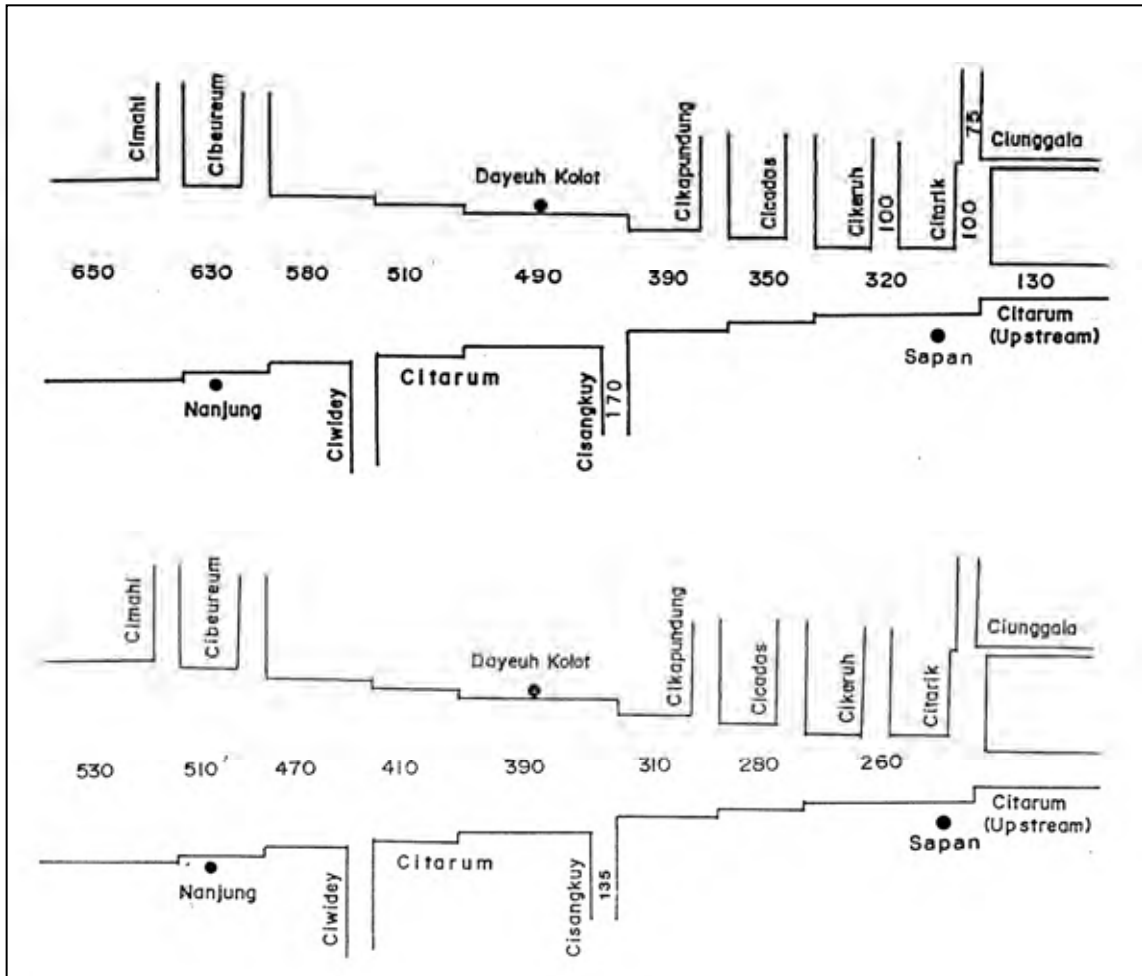 Cimahi
Cibeureum
Dayeuh Kolot
Cikapundung
Cicadas
Cikeruh
100
Citarik
100
75
Ciunggala
650
630
580
510
490
390
350
320
130
Citarum
(Upstream)
Sapan
Nanjung
Ciwidey
Citarum
Cisangkuy
170
Cimahi
Cibeureum
Dayeuh Kolot
Cikapundung
Cicadas
Cikaruh
Citarik
Ciunggala
530
510
470
410
390
310
280
260
Citarum
(Upstream)
Sapan
Nanjung
Ciwidey
Citarum
Cisangkuy
135